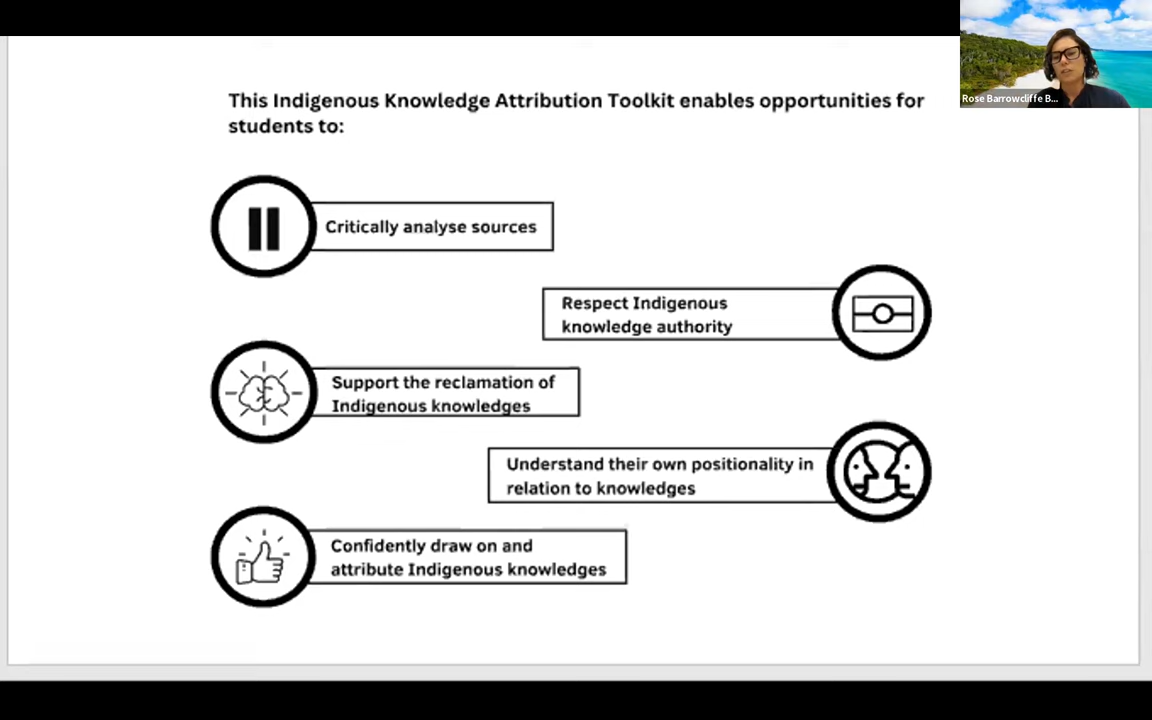 Rose Barrowcliffe B...
This Indigenous Knowledge Attribution Toolkit enables opportunities for
students to:
Critically analyse sources
Respect Indigenous
knowledge authority
Support the reclamation of
Indigenous knowledges
Understand their own positionality in
relation to knowledges
Confidently draw on and
attribute Indigenous knowledges